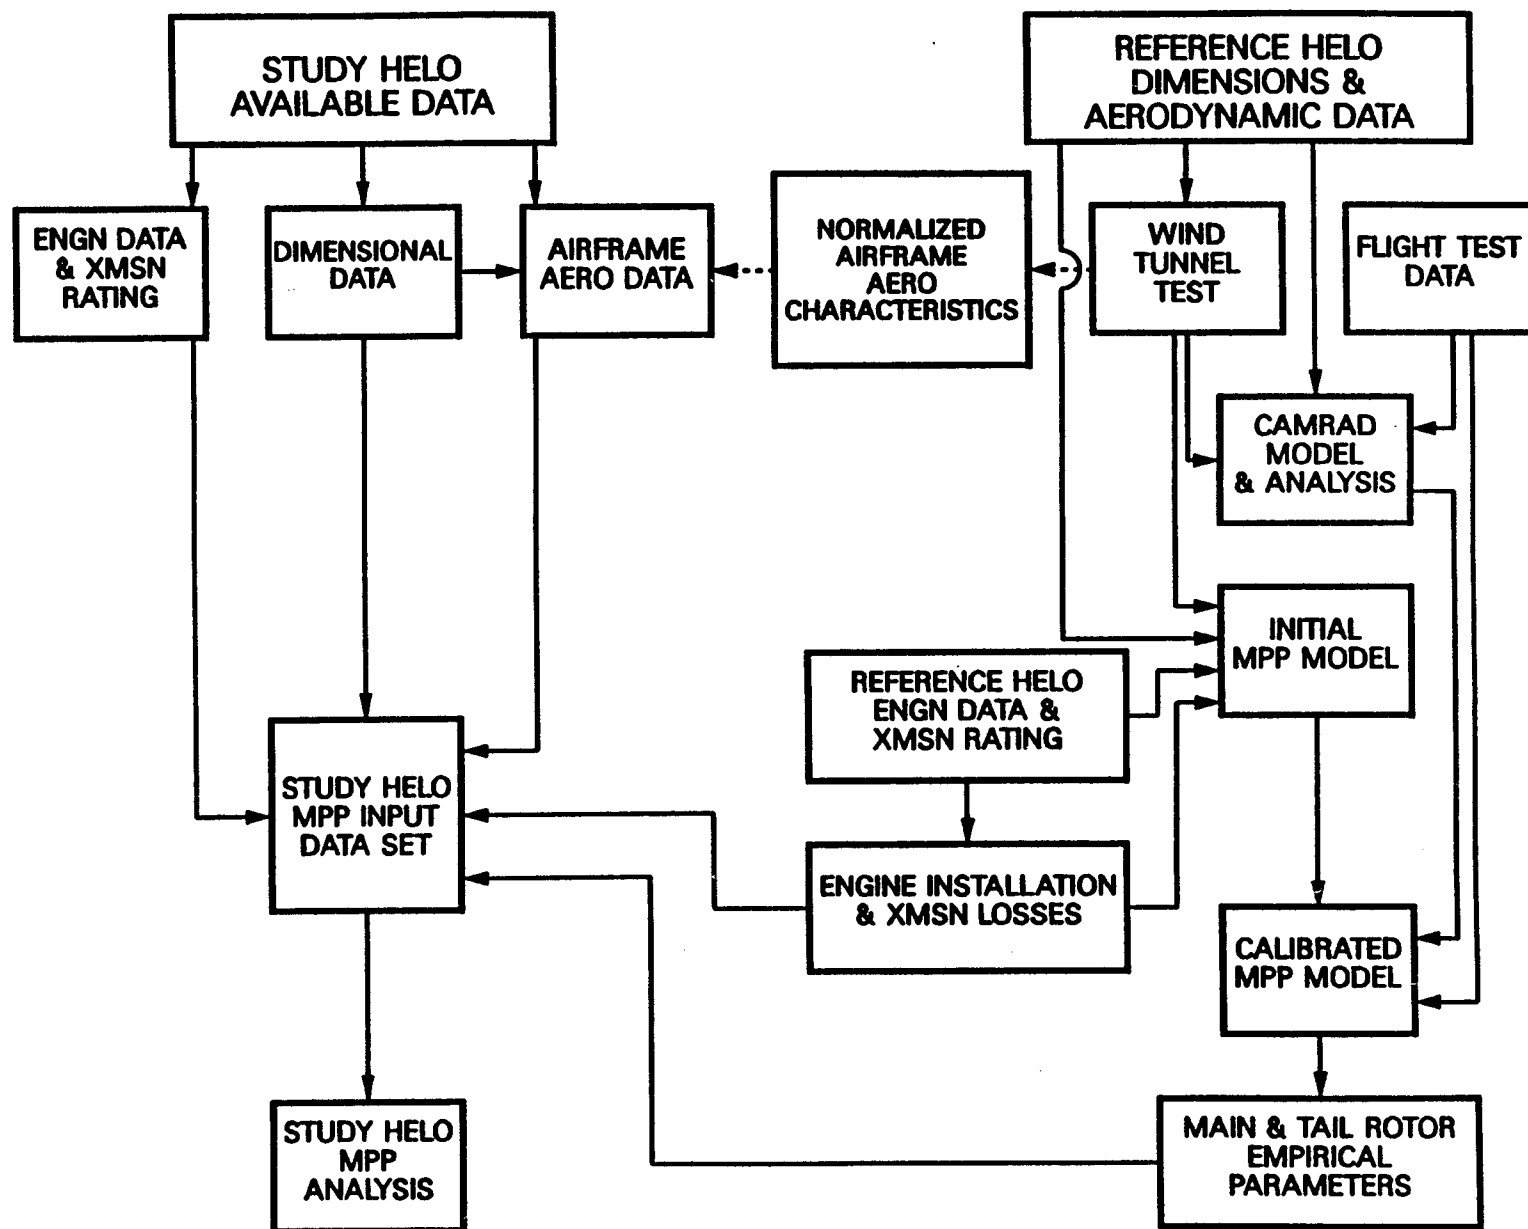 STUDY HELO
AVAILABLE DATA
REFERENCE HELO
DIMENSIONS &
AERODYNAMIC DATA
ENGN DATA
& XMSN
RATING
DIMENSIONAL
DATA
AIRFRAME
AERO DATA
NORMALIZED
AIRFRAME
AERO
CHARACTERISTICS
WIND
TUNNEL
TEST
FLIGHT TEST
DATA
CAMRAD
MODEL
& ANALYSIS
INITIAL
MPP MODEL
REFERENCE HELO
ENGN DATA &
XMSN RATING
STUDY HELO
MPP INPUT
DATA SET
ENGINE INSTALLATION
& XMSN LOSSES
CALIBRATED
MPP MODEL
STUDY HELO
MPP
ANALYSIS
MAIN & TAIL ROTOR
EMPIRICAL
PARAMETERS